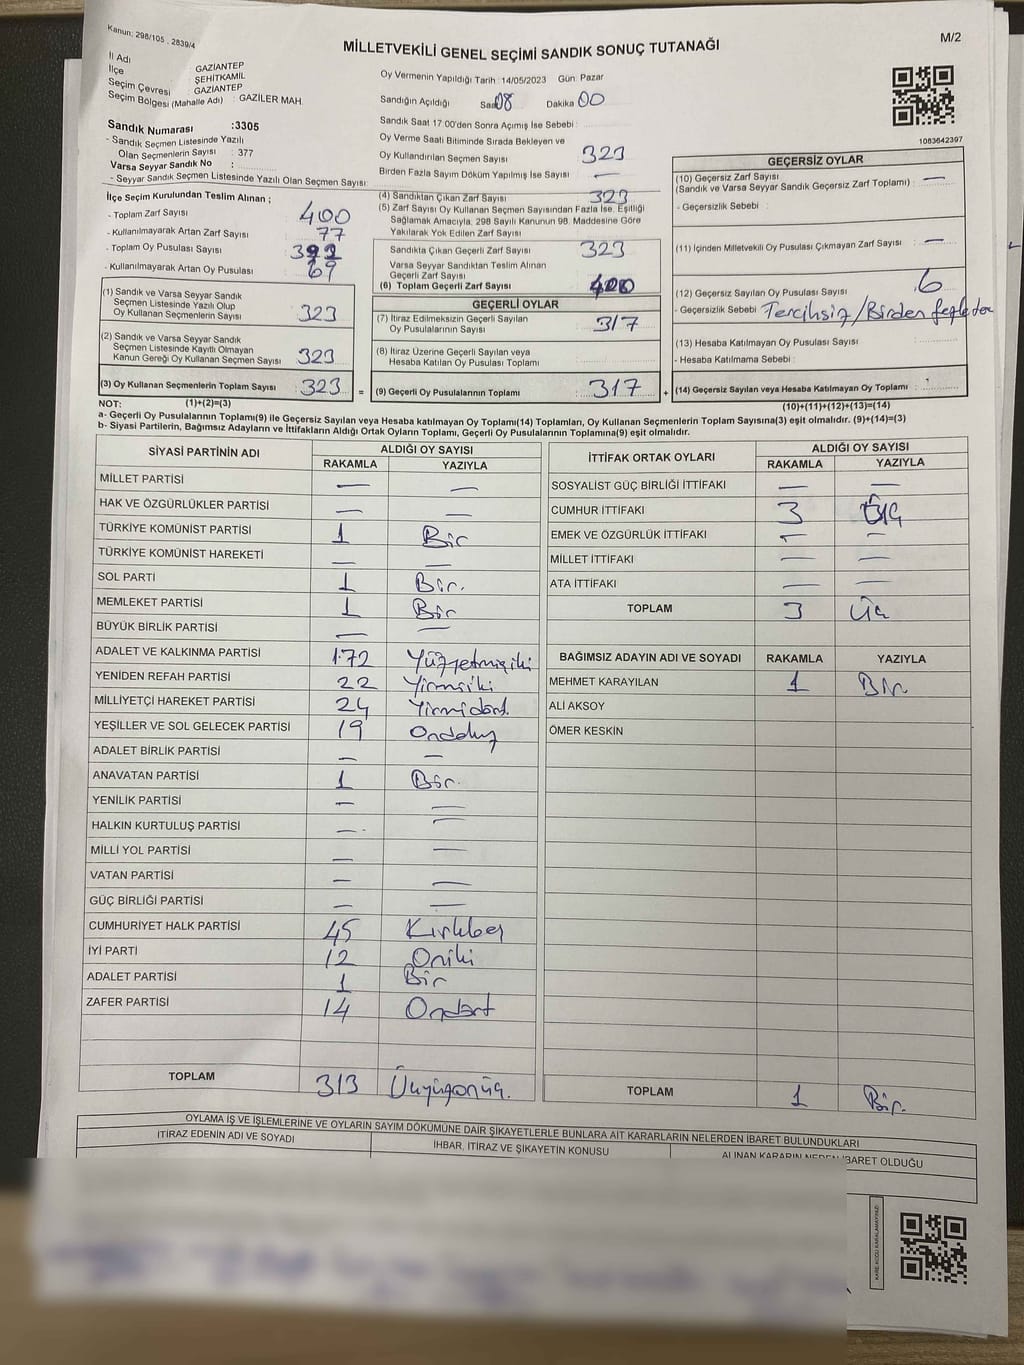 Kanun: 298/105 , 2839/4
MİLLETVEKİLİ GENEL SEÇİMİ SANDIK SONUÇ TUTANAĞI
M/2
İl Adı : GAZİANTEP
İlçe : ŞEHİTKAMİL
Seçim Çevresi : GAZİANTEP
Seçim Bölgesi (Mahalle Adı) : GAZİLER MAH.
Sandık Numarası :3305
- Sandık Seçmen Listesinde Yazılı
Olan Seçmenlerin Sayısı : 377
Varsa Seyyar Sandık No :
- Seyyar Sandık Listesinde Yazılı Olan Seçmen Sayısı :
Oy Vermenin Yapıldığı Tarih : 14/05/2023 Gün: Pazar
Sandığın Açıldığı Saat 08 Dakika 00
Sandık Saat 17.00'den Sonra Açımış İse Sebebi :
Oy Verme Saati Bitiminde Sırada Bekleyen ve
Oy Kullandırılan Seçmen Sayısı 323
Birden Fazla Sayım Döküm Yapılmış İse Sayısı : —
1083642397
İlçe Seçim Kurulundan Teslim Alınan ;
- Toplam Zarf Sayısı 400
- Kullanılmayarak Artan Zarf Sayısı 77
- Toplam Oy Pusulası Sayısı 392
- Kullanılmayarak Artan Oy Pusulası 69
(1) Sandık ve Varsa Seyyar Sandık
Seçmen Listesinde Yazılı Olup
Oy Kullanan Seçmenlerin Sayısı 323
(2) Sandık ve Varsa Seyyar Sandık
Seçmen Listesinde Kayıtlı Olmayan
Kanun Gereği Oy Kullanan Seçmen Sayısı 323
(3) Oy Kullanan Seçmenlerin Toplam Sayısı 323
(4) Sandıktan Çıkan Zarf Sayısı 323
(5) Zarf Sayısı Oy Kullanan Seçmen Sayısından Fazla İse, Eşitliği
Sağlamak Amacıyla, 298 Sayılı Kanunun 98. Maddesine Göre
Yakılarak Yok Edilen Zarf Sayısı :
Sandıkta Çıkan Geçerli Zarf Sayısı 323
Varsa Seyyar Sandıktan Teslim Alınan
Geçerli Zarf Sayısı
(6) Toplam Geçerli Zarf Sayısı 400
GEÇERLİ OYLAR
(7) İtiraz Edilmeksizin Geçerli Sayılan
Oy Pusulalarının Sayısı 317
(8) İtiraz Üzerine Geçerli Sayılan veya
Hesaba Katılan Oy Pusulası Toplamı
= (9) Geçerli Oy Pusulalarının Toplamı 317
GEÇERSİZ OYLAR
(10) Geçersiz Zarf Sayısı
(Sandık ve Varsa Seyyar Sandık Geçersiz Zarf Toplamı) : —
- Geçersizlik Sebebi :
(11) İçinden Milletvekili Oy Pusulası Çıkmayan Zarf Sayısı : —
(12) Geçersiz Sayılan Oy Pusulası Sayısı : 6
- Geçersizlik Sebebi Tercihsiz/Birden
(13) Hesaba Katılmayan Oy Pusulası Sayısı :
- Hesaba Katılmama Sebebi :
+ (14) Geçersiz Sayılan veya Hesaba Katılmayan Oy Toplamı :
NOT: (1)+(2)=(3)
(10)+(11)+(12)+(13)=(14)
a- Geçerli Oy Pusulasının Toplamı(9) ile Geçersiz Sayılan veya Hesaba katılmayan Oy Toplamı(14) Toplamları, Oy Kullanan Seçmenlerin Toplam Sayısına(3) eşit olmalıdır. (9)+(14)=(3)
b- Siyasi Partilerin, Bağımsız Adayların ve İttifakların Aldığı Ortak Oyların Toplamı, Geçerli Oy Pusulalarının Toplamına(9) eşit olmalıdır.
SİYASİ PARTİNİN ADI ALDIĞI OY SAYISI
RAKAMLA YAZIYLA
MİLLET PARTİSİ — —
HAK VE ÖZGÜRLÜKLER PARTİSİ — —
TÜRKİYE KOMÜNİST PARTİSİ 1 Bir
TÜRKİYE KOMÜNİST HAREKETİ — —
SOL PARTİ 1 Bir.
MEMLEKET PARTİSİ 1 Bir
BÜYÜK BİRLİK PARTİSİ — —
ADALET VE KALKINMA PARTİSİ 172 Yüzyetmişiki
YENİDEN REFAH PARTİSİ 22 Yirmiiki
MİLLİYETÇİ HAREKET PARTİSİ 24 Yirmidört.
YEŞİLLER VE SOL GELECEK PARTİSİ 19 Ondokuz
ADALET BİRLİK PARTİSİ — —
ANAVATAN PARTİSİ 1 Bir.
YENİLİK PARTİSİ — —
HALKIN KURTULUŞ PARTİSİ — —
MİLLİ YOL PARTİSİ — —
VATAN PARTİSİ — —
GÜÇ BİRLİĞİ PARTİSİ — —
CUMHURİYET HALK PARTİSİ 45 Kırkbeş
İYİ PARTİ 12 Oniki
ADALET PARTİSİ 1 Bir
ZAFER PARTİSİ 14 Ondört
TOPLAM 313 Üçyüzonüç.
İTTİFAK ORTAK OYLARI ALDIĞI OY SAYISI
RAKAMLA YAZIYLA
SOSYALİST GÜÇ BİRLİĞİ İTTİFAKI — —
CUMHUR İTTİFAKI 3 Üç
EMEK VE ÖZGÜRLÜK İTTİFAKI — —
MİLLET İTTİFAKI — —
ATA İTTİFAKI — —
TOPLAM 3 Üç
BAĞIMSIZ ADAYIN ADI VE SOYADI RAKAMLA YAZIYLA
MEHMET KARAYILAN 1 Bir.
ALİ AKSOY
ÖMER KESKİN
TOPLAM 1 Bir.
OYLAMA İŞ VE İŞLEMLERİNE VE OYLARIN SAYIM DÖKÜMÜNE DAİR ŞİKAYETLERLE BUNLARA AİT KARARLARIN NELERDEN İBARET BULUNDUKLARI
İTİRAZ EDENİN ADI VE SOYADI İHBAR, İTİRAZ VE ŞİKAYETİN KONUSU ALINAN KARARIN NEDEN İBARET OLDUĞU